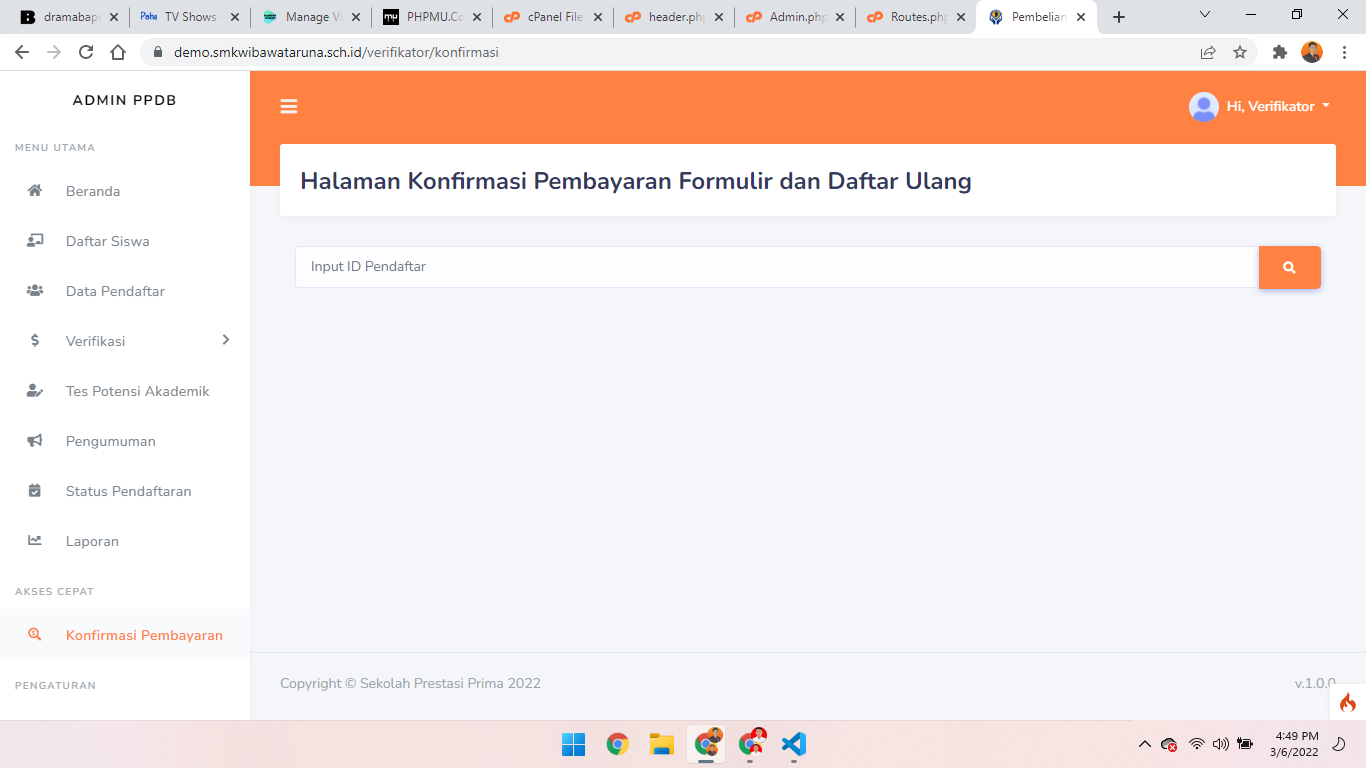 dramabap
TV Shows
Manage Vi
PHPMU.Co
cPanel File
header.php
Admin.php
Routes.php
Pembelian
demo.smkwibawataruna.sch.id/verifikator/konfirmasi
ADMIN PPDB
Hi, Verifikator
MENU UTAMA
Beranda
Daftar Siswa
Data Pendaftar
Verifikasi
Tes Potensi Akademik
Pengumuman
Status Pendaftaran
Laporan
AKSES CEPAT
Konfirmasi Pembayaran
PENGATURAN
Halaman Konfirmasi Pembayaran Formulir dan Daftar Ulang
Input ID Pendaftar
Copyright © Sekolah Prestasi Prima 2022
v.1.0.0
4:49 PM
3/6/2022